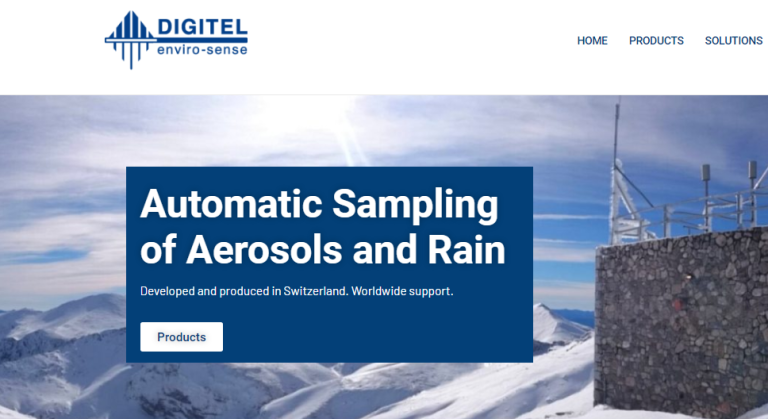 DIGITEL
enviro-sense
HOME PRODUCTS SOLUTIONS
Automatic Sampling
of Aerosols and Rain
Developed and produced in Switzerland. Worldwide support.
Products